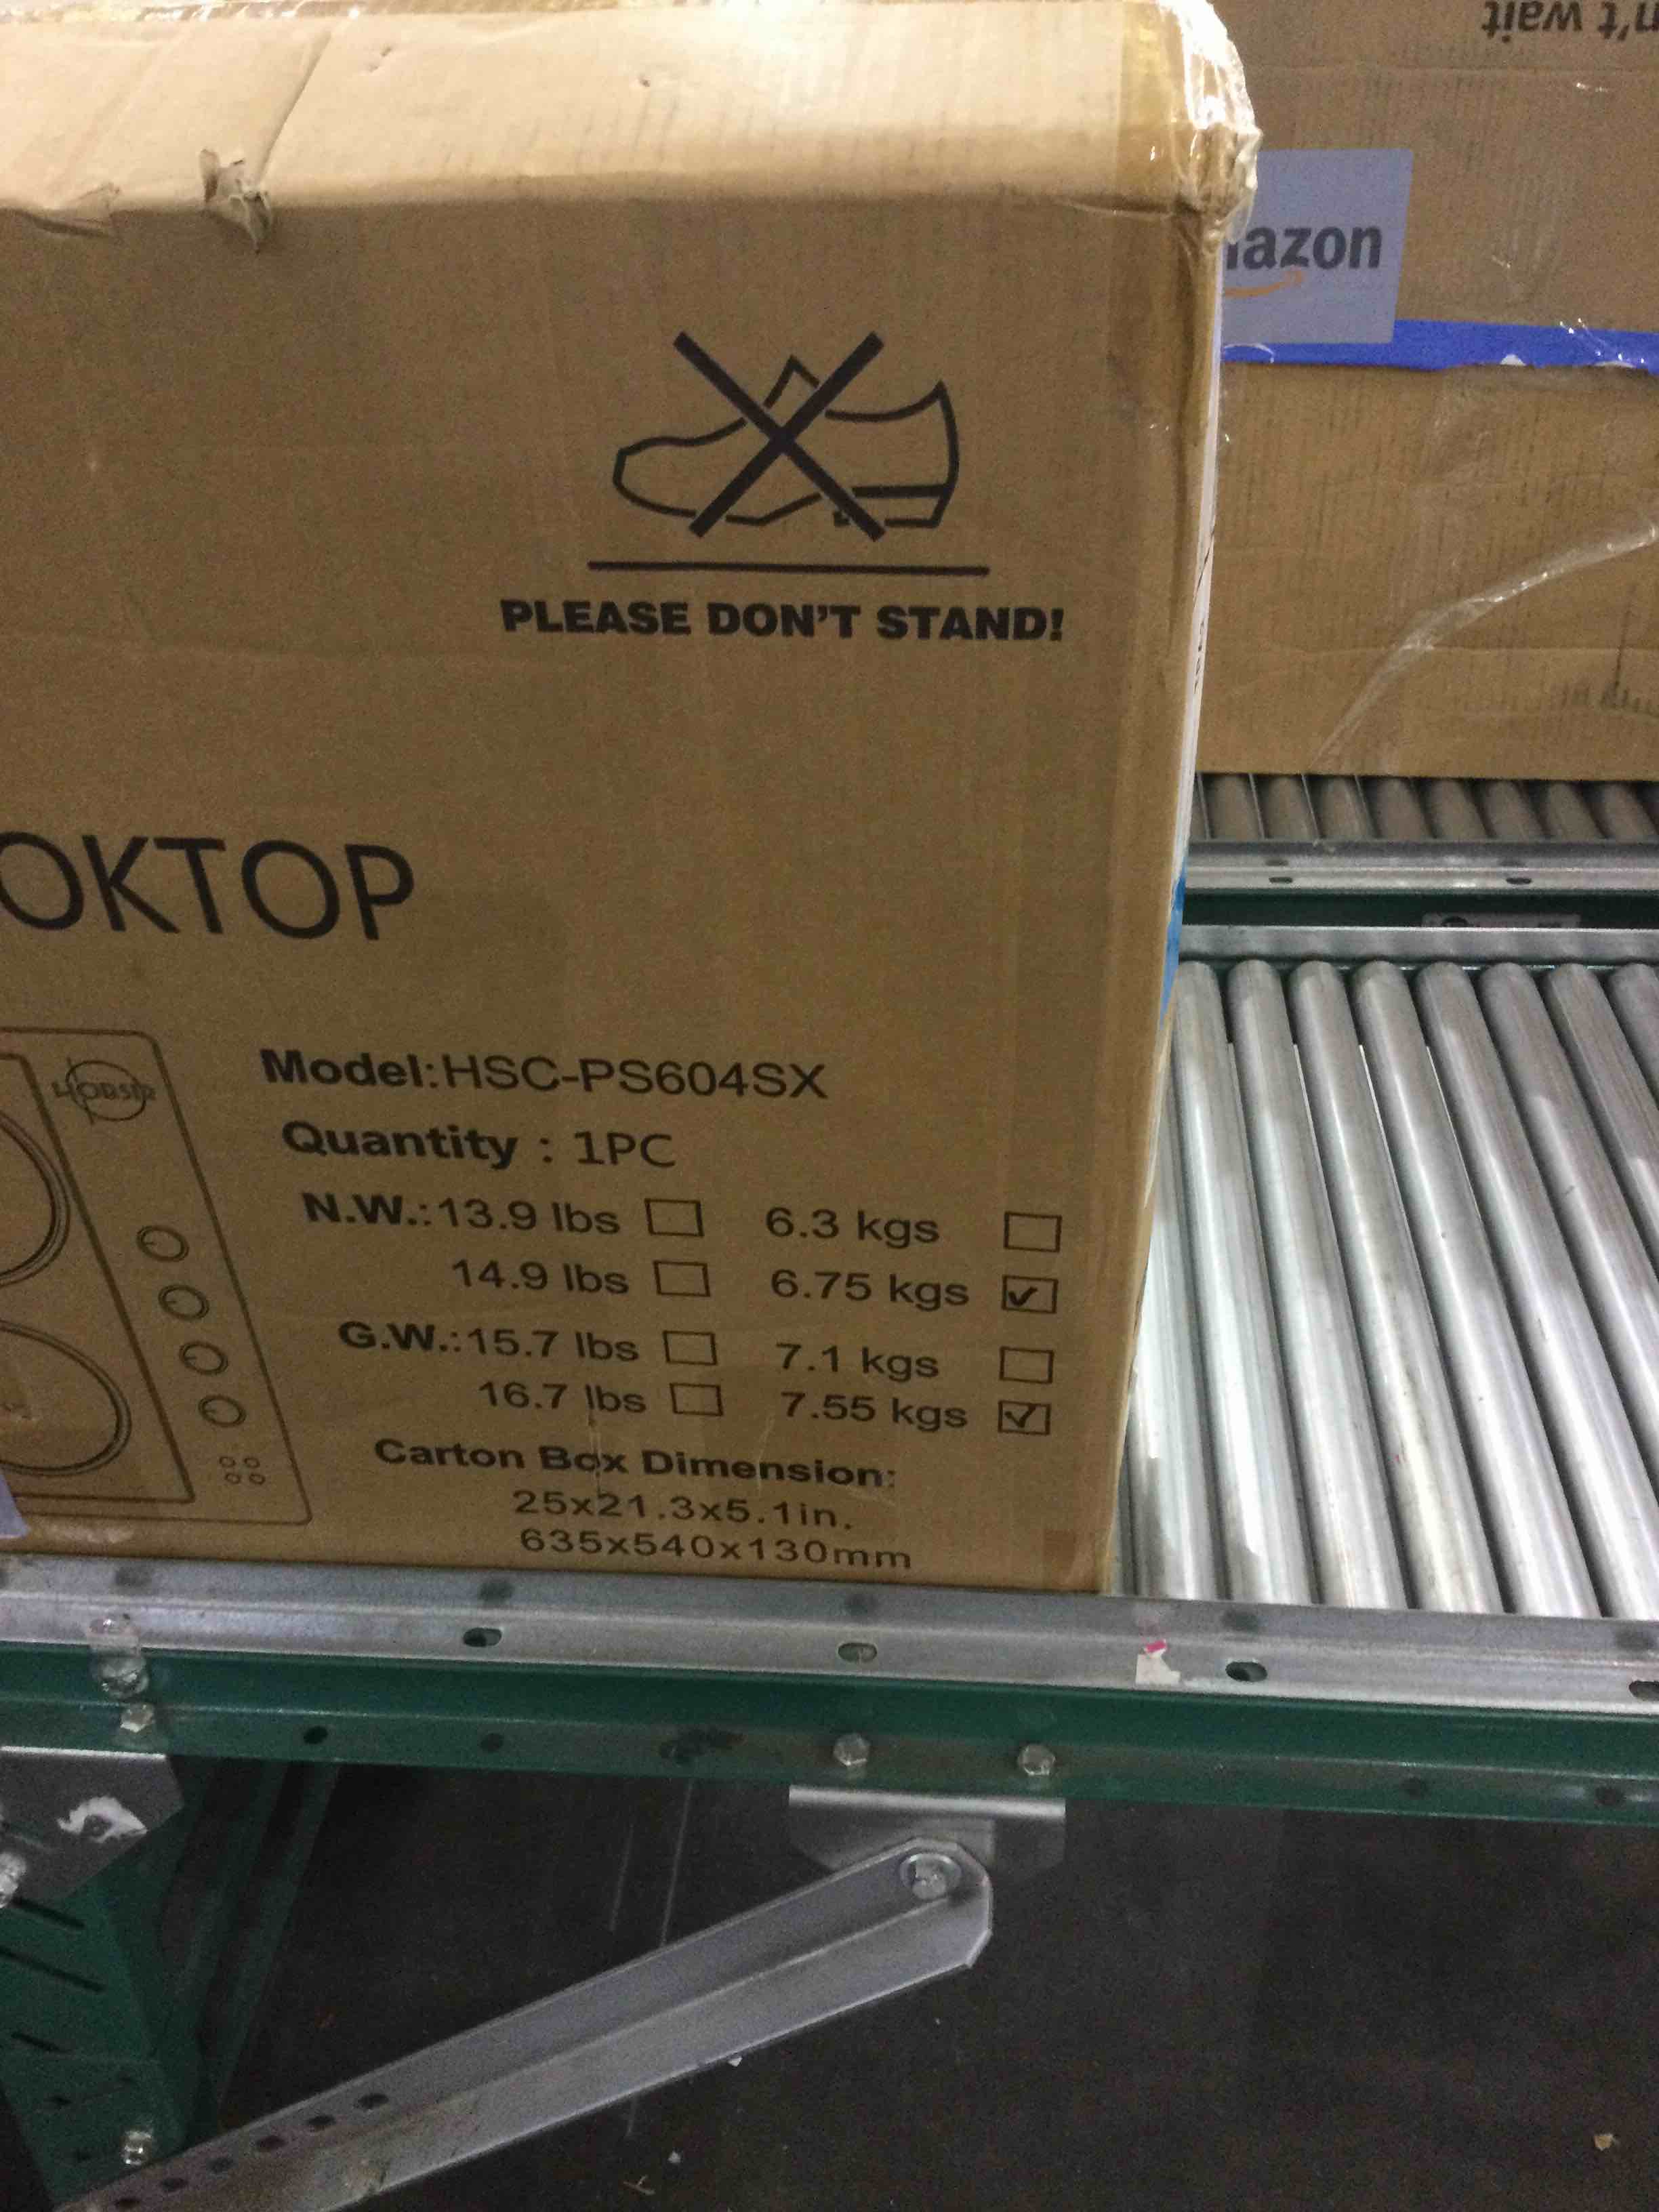 n't wait
azon
PLEASE DON'T STAND!
OKTOP
Model:HSC-PS604SX
Quantity : 1PC
N.W.:13.9 lbs 6.3 kgs
14.9 lbs 6.75 kgs
G.W.:15.7 lbs 7.1 kgs
16.7 lbs 7.55 kgs
Carton Box Dimension:
25x21.3x5.1in.
635x540x130mm